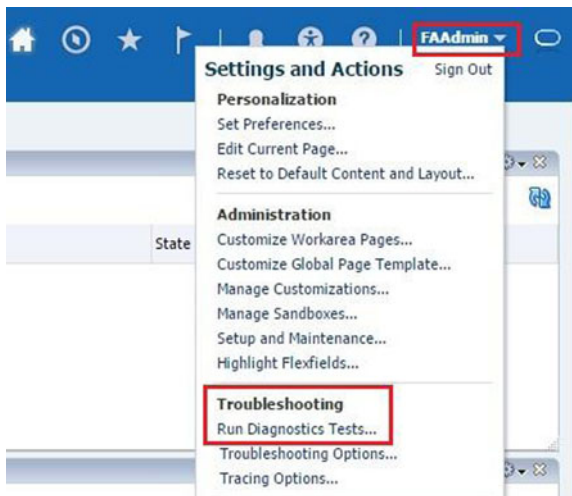 FAAdmin
Settings and Actions Sign Out
Personalization
Set Preferences...
Edit Current Page...
Reset to Default Content and Layout...
Administration
State
Customize Workarea Pages...
Customize Global Page Template...
Manage Customizations...
Manage Sandboxes...
Setup and Maintenance...
Highlight Flexfields...
Troubleshooting
Run Diagnostics Tests...
Troubleshooting Options...
Tracing Options...